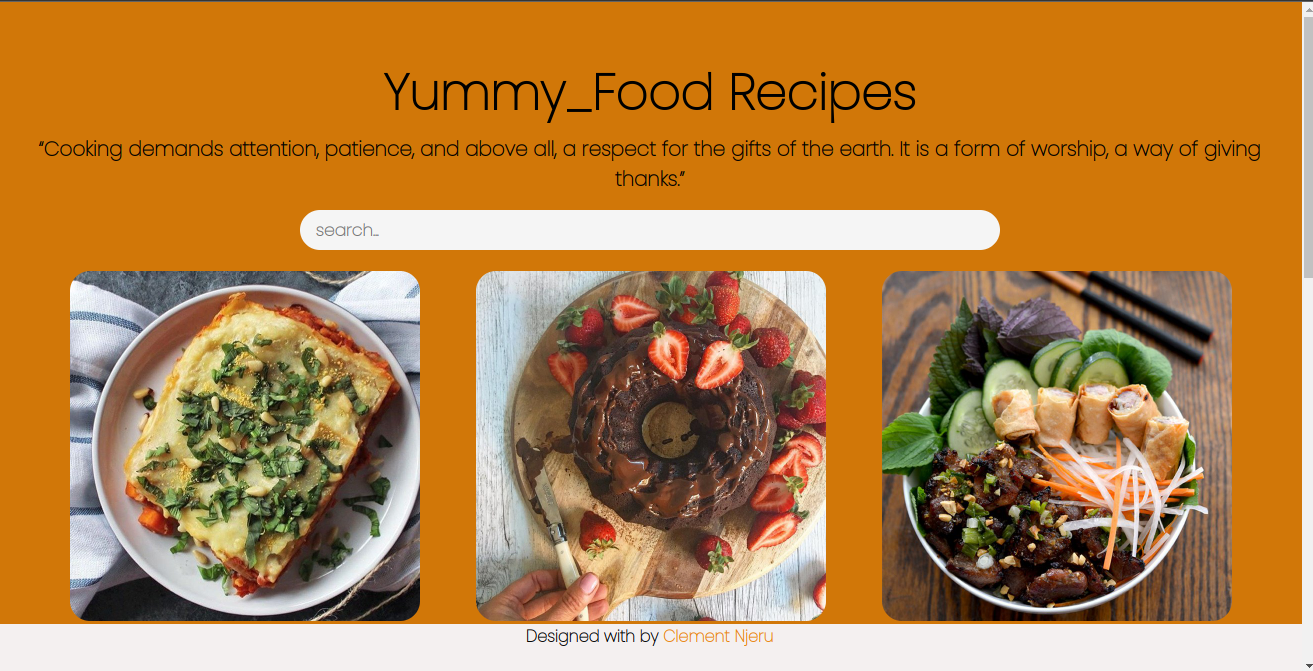 Yummy_Food Recipes
“Cooking demands attention, patience, and above all, a respect for the gifts of the earth. It is a form of worship, a way of giving
thanks.”
search...
Designed with by Clement Njeru